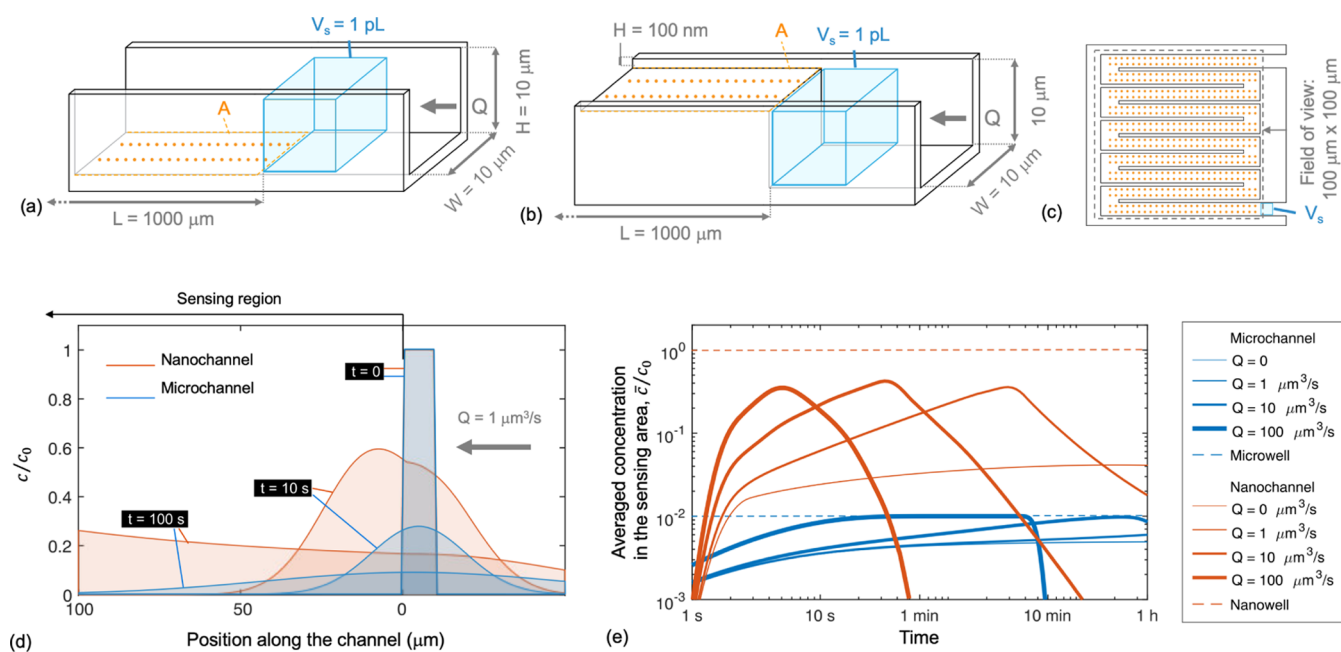 (a)
V_s = 1 pL
A
Q
H = 10 μm
W = 10 μm
L = 1000 μm
(b)
H = 100 nm
A
V_s = 1 pL
Q
10 μm
W = 10 μm
L = 1000 μm
(c)
Field of view:
100 μm x 100 μm
V_s
(d)
Sensing region
Nanochannel
Microchannel
t = 0
Q = 1 μm³/s
t = 10 s
t = 100 s
1
0.8
0.6
0.4
0.2
0
c/c₀
100
50
0
Position along the channel (μm)
(e)
Averaged concentration
in the sensing area, c̄/c₀
10⁰
10⁻¹
10⁻²
10⁻³
1 s
10 s
1 min
10 min
1 h
Time
Microchannel
Q = 0
Q = 1 μm³/s
Q = 10 μm³/s
Q = 100 μm³/s
Microwell
Nanochannel
Q = 0 μm³/s
Q = 1 μm³/s
Q = 10 μm³/s
Q = 100 μm³/s
Nanowell